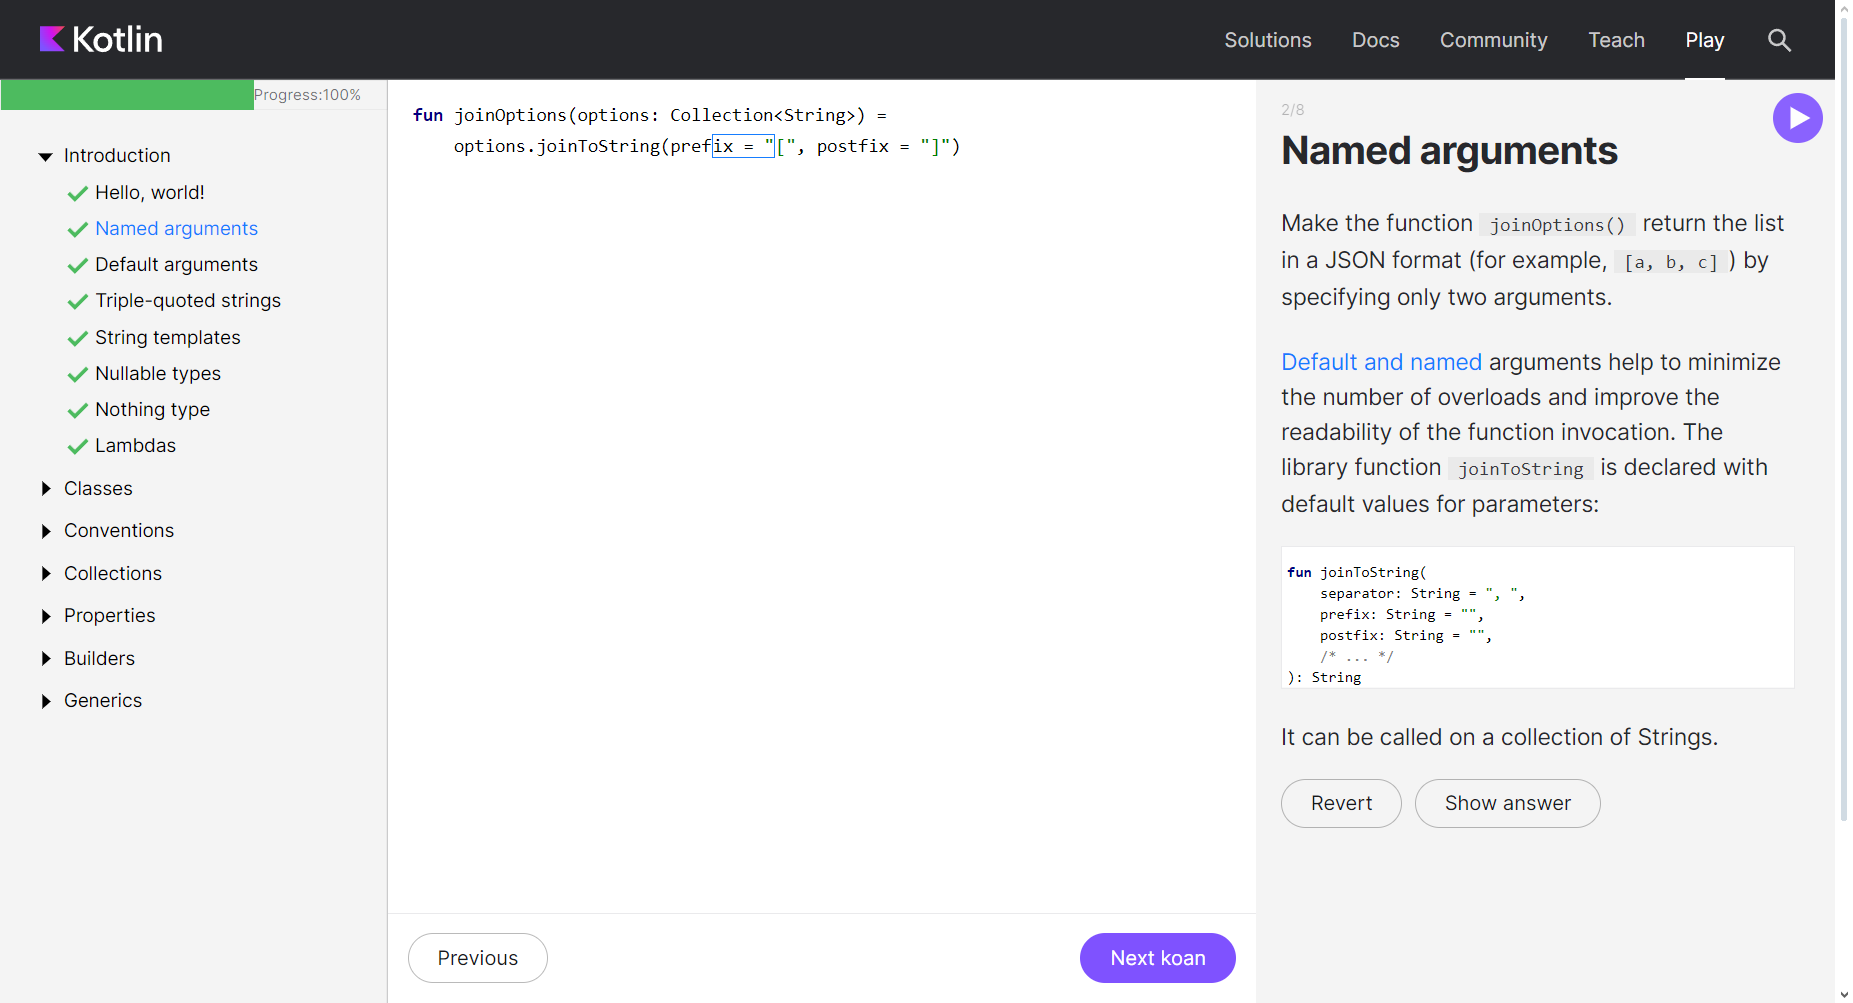 Kotlin
Solutions Docs Community Teach Play
Progress:100%
Introduction
Hello, world!
Named arguments
Default arguments
Triple-quoted strings
String templates
Nullable types
Nothing type
Lambdas
Classes
Conventions
Collections
Properties
Builders
Generics
fun joinOptions(options: Collection<String>) =
options.joinToString(prefix = "[", postfix = "]")
Previous
Next koan
2/8
Named arguments
Make the function joinOptions() return the list
in a JSON format (for example, [a, b, c] ) by
specifying only two arguments.
Default and named arguments help to minimize
the number of overloads and improve the
readability of the function invocation. The
library function joinToString is declared with
default values for parameters:
fun joinToString(
separator: String = ", ",
prefix: String = "",
postfix: String = "",
/* ... */
): String
It can be called on a collection of Strings.
Revert
Show answer